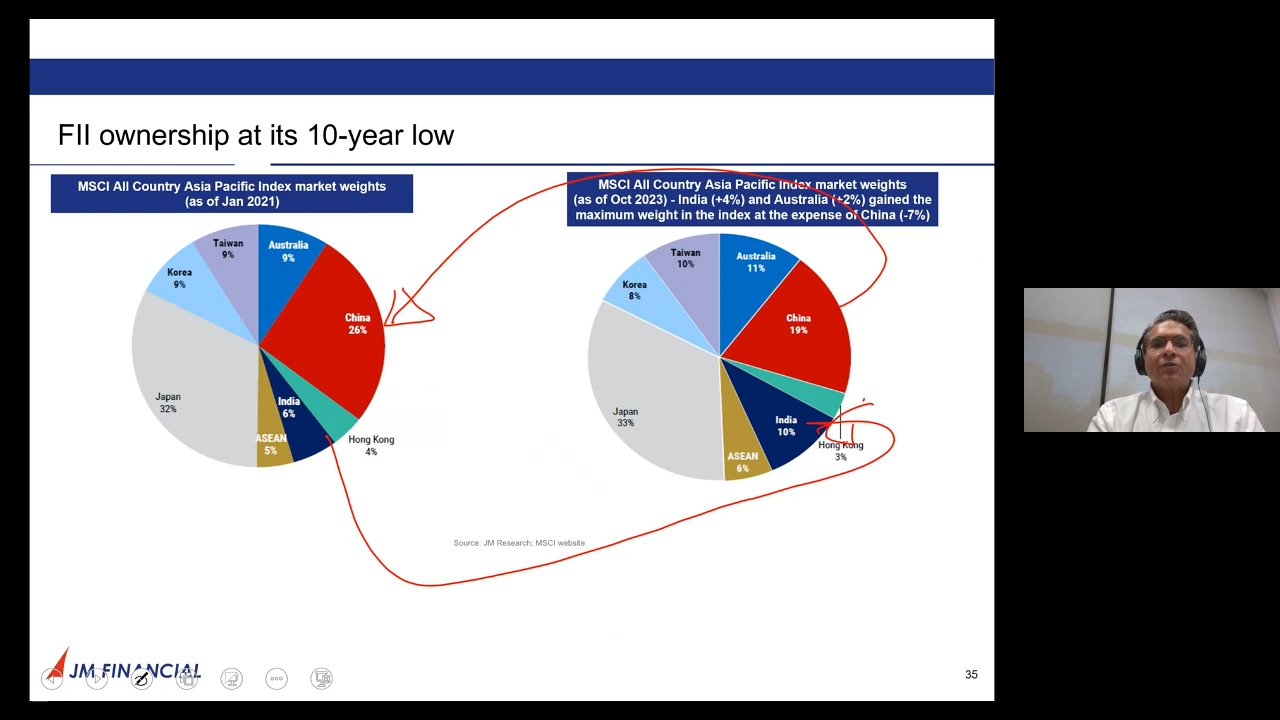 FII ownership at its 10-year low
MSCI All Country Asia Pacific Index market weights
(as of Jan 2021)
Taiwan
9%
Australia
9%
Korea
9%
China
26%
Japan
32%
India
6%
ASEAN
5%
Hong Kong
4%
MSCI All Country Asia Pacific Index market weights
(as of Oct 2023) - India (+4%) and Australia (+2%) gained the
maximum weight in the index at the expense of China (-7%)
Taiwan
10%
Australia
11%
Korea
8%
China
19%
Japan
33%
India
10%
ASEAN
6%
Hong Kong
3%
Source: JM Research; MSCI website
JM FINANCIAL
35